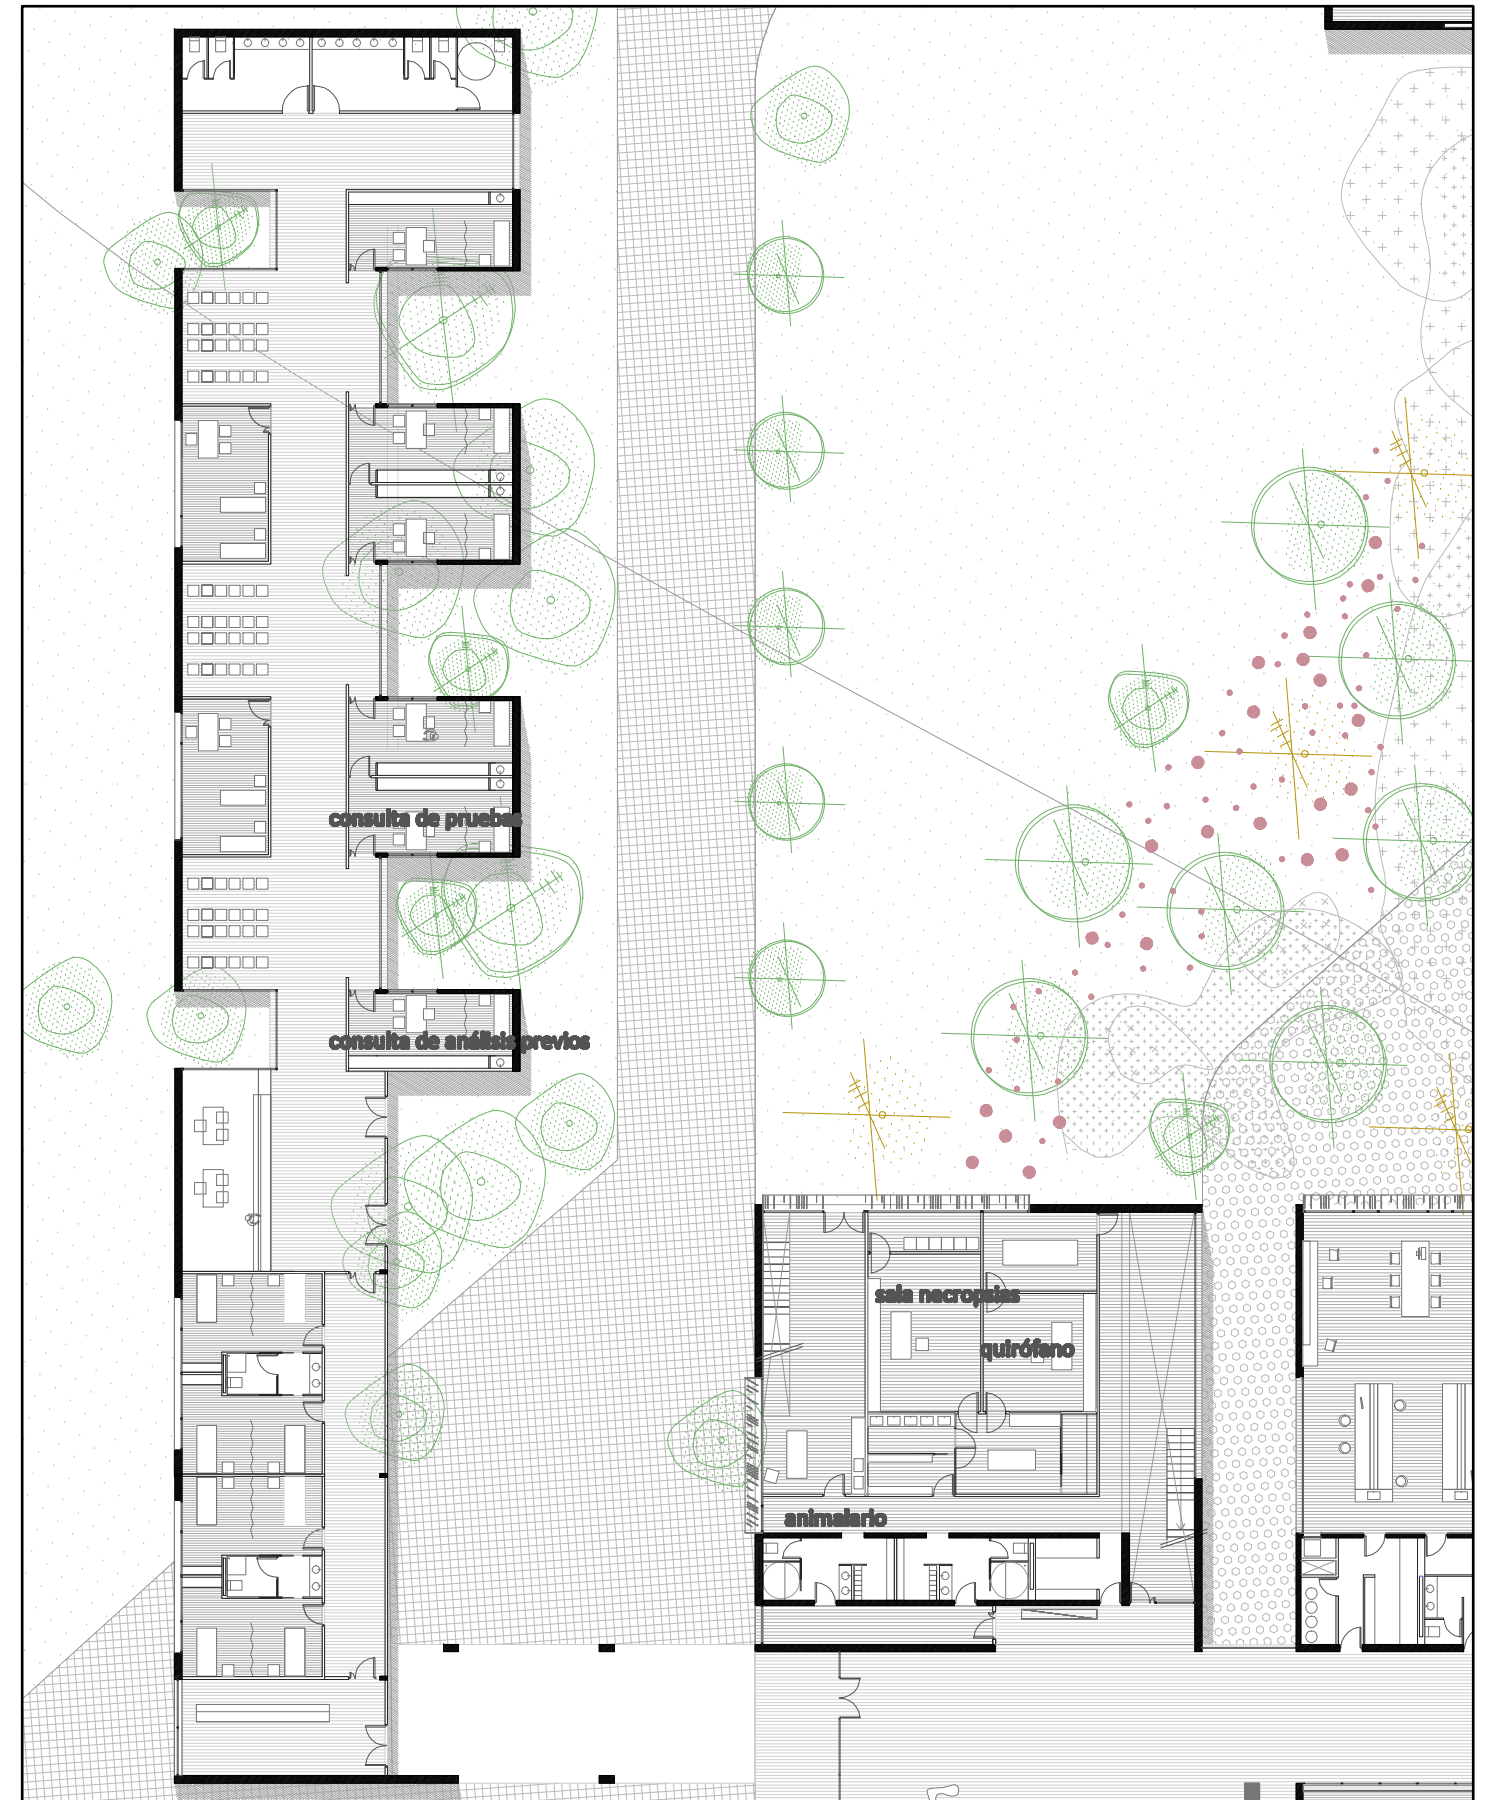 consulta de pruebas
consulta de análisis previos
sala necropsias
quirófano
animalario